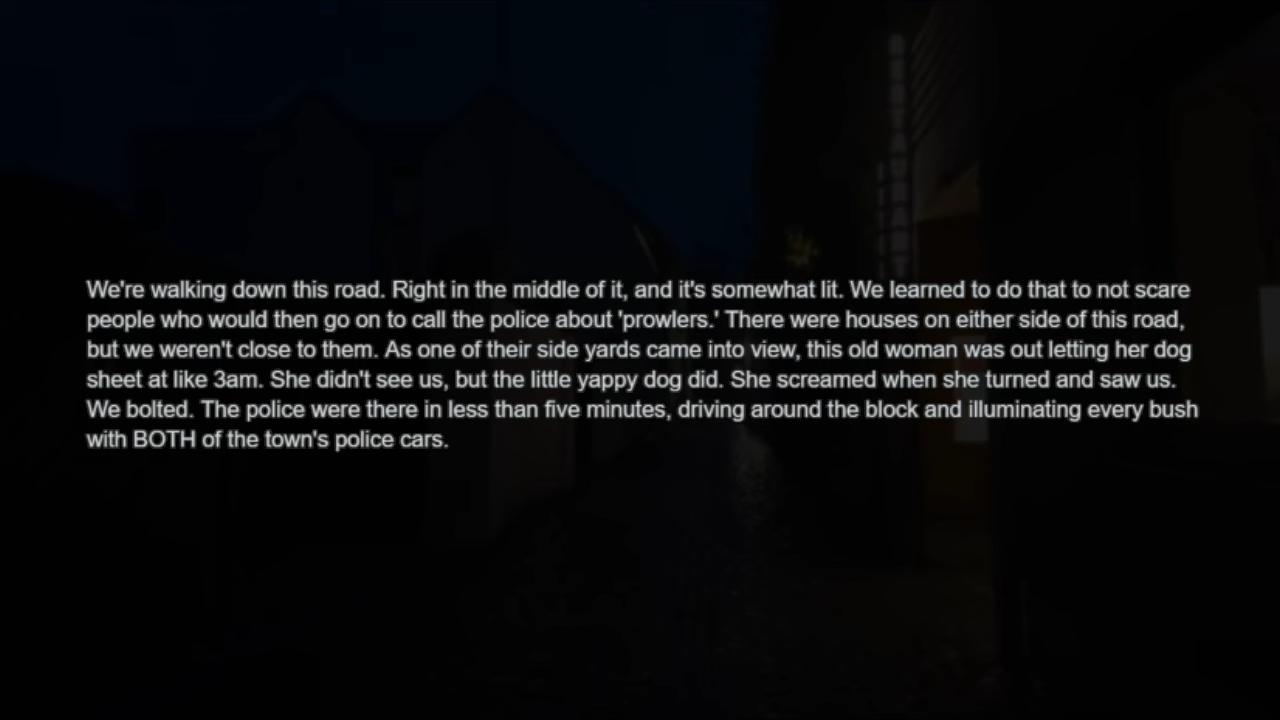 We're walking down this road. Right in the middle of it, and it's somewhat lit. We learned to do that to not scare
people who would then go on to call the police about 'prowlers.' There were houses on either side of this road,
but we weren't close to them. As one of their side yards came into view, this old woman was out letting her dog
sheet at like 3am. She didn't see us, but the little yappy dog did. She screamed when she turned and saw us.
We bolted. The police were there in less than five minutes, driving around the block and illuminating every bush
with BOTH of the town's police cars.